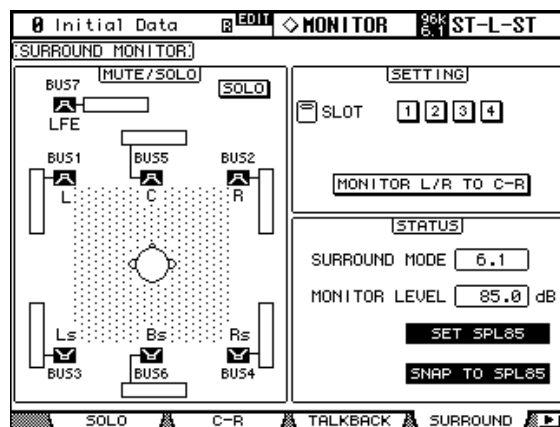 0 Initial Data EDIT ◇MONITOR 96k 6.1 ST-L-ST
SURROUND MONITOR
MUTE/SOLO
SOLO
BUS7
LFE
BUS1 BUS5 BUS2
L C R
Ls Bs Rs
BUS3 BUS6 BUS4
SETTING
SLOT 1 2 3 4
MONITOR L/R TO C-R
STATUS
SURROUND MODE 6.1
MONITOR LEVEL 85.0 dB
SET SPL85
SNAP TO SPL85
SOLO C-R TALKBACK SURROUND